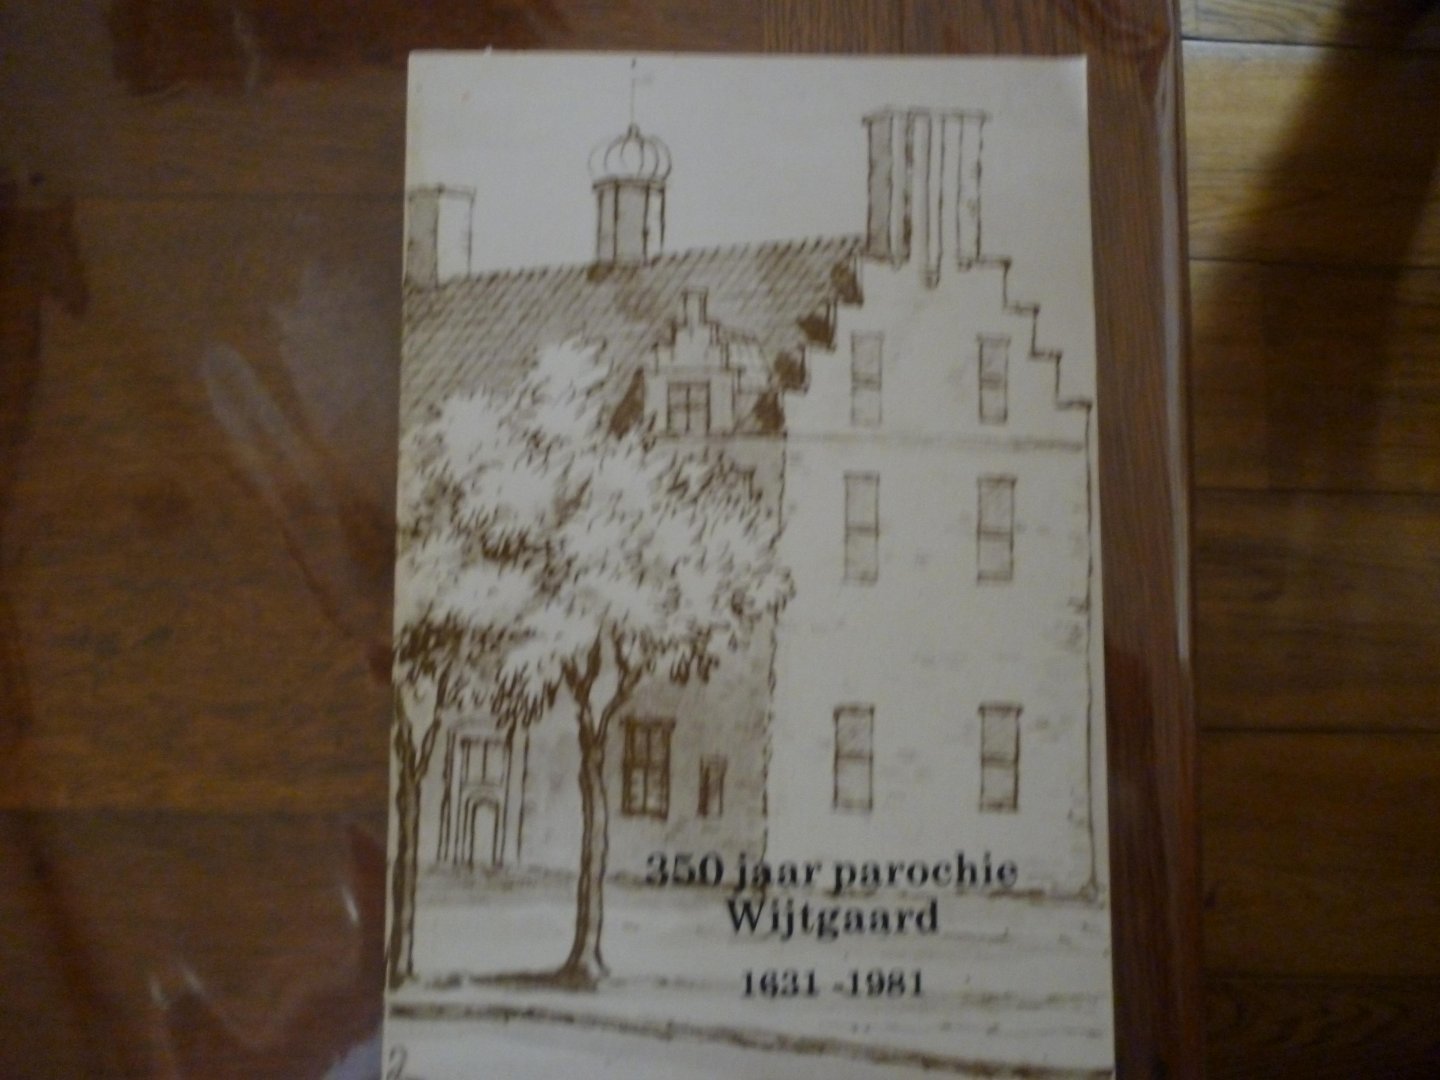 350 jaar parochie
Wijtgaard
1631 - 1981